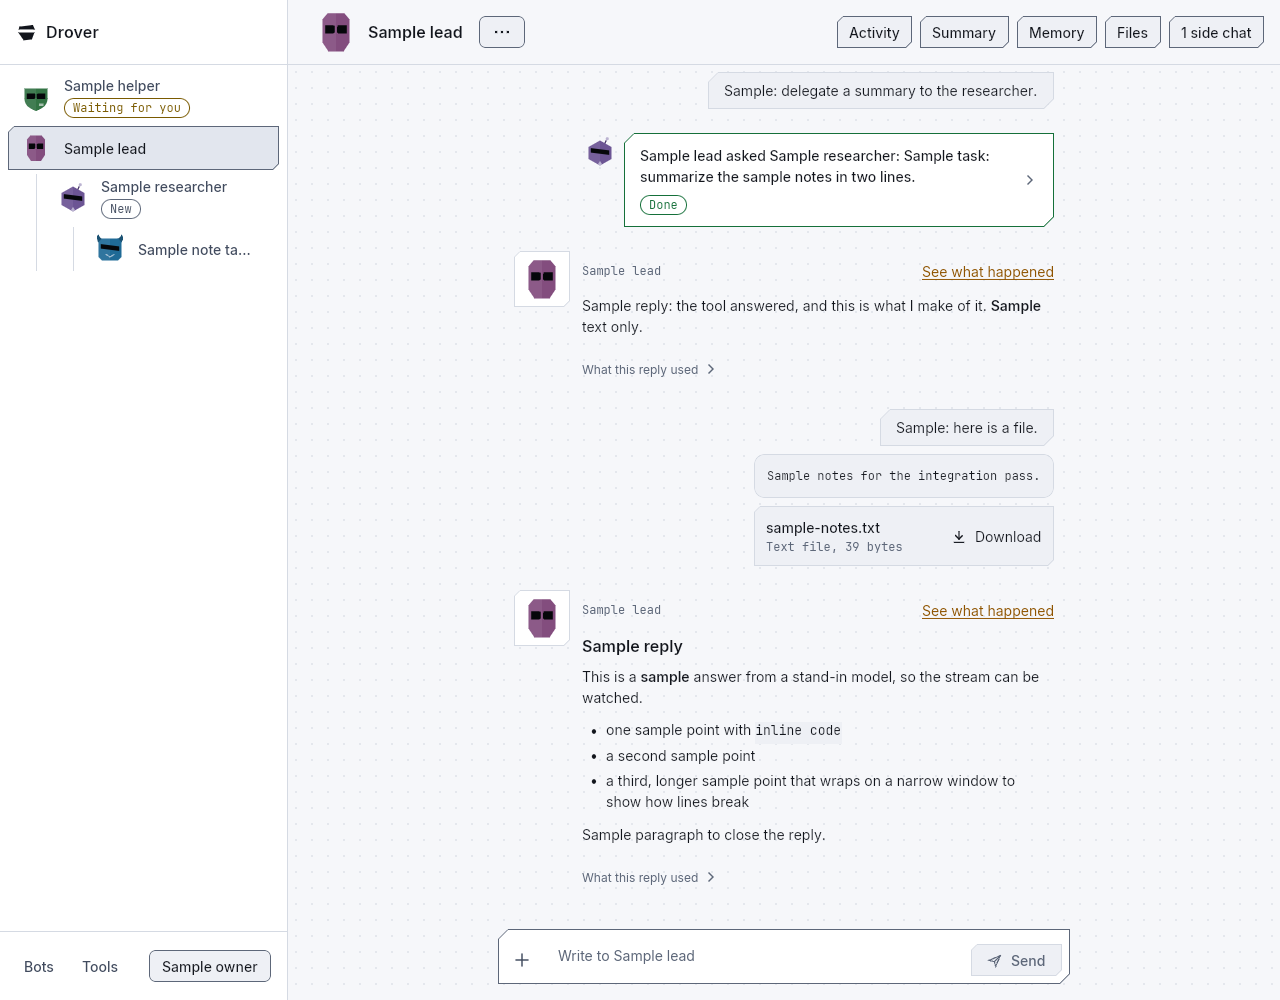 Drover
Sample helper
Waiting for you
Sample lead
Sample researcher
New
Sample note ta...
Bots
Tools
Sample owner
Sample lead
Activity
Summary
Memory
Files
1 side chat
Sample: delegate a summary to the researcher.
Sample lead asked Sample researcher: Sample task:
summarize the sample notes in two lines.
Done
Sample lead
See what happened
Sample reply: the tool answered, and this is what I make of it. Sample
text only.
What this reply used
Sample: here is a file.
Sample notes for the integration pass.
sample-notes.txt
Text file, 39 bytes
Download
Sample lead
See what happened
Sample reply
This is a sample answer from a stand-in model, so the stream can be
watched.
• one sample point with inline code
• a second sample point
• a third, longer sample point that wraps on a narrow window to
show how lines break
Sample paragraph to close the reply.
What this reply used
Write to Sample lead
Send